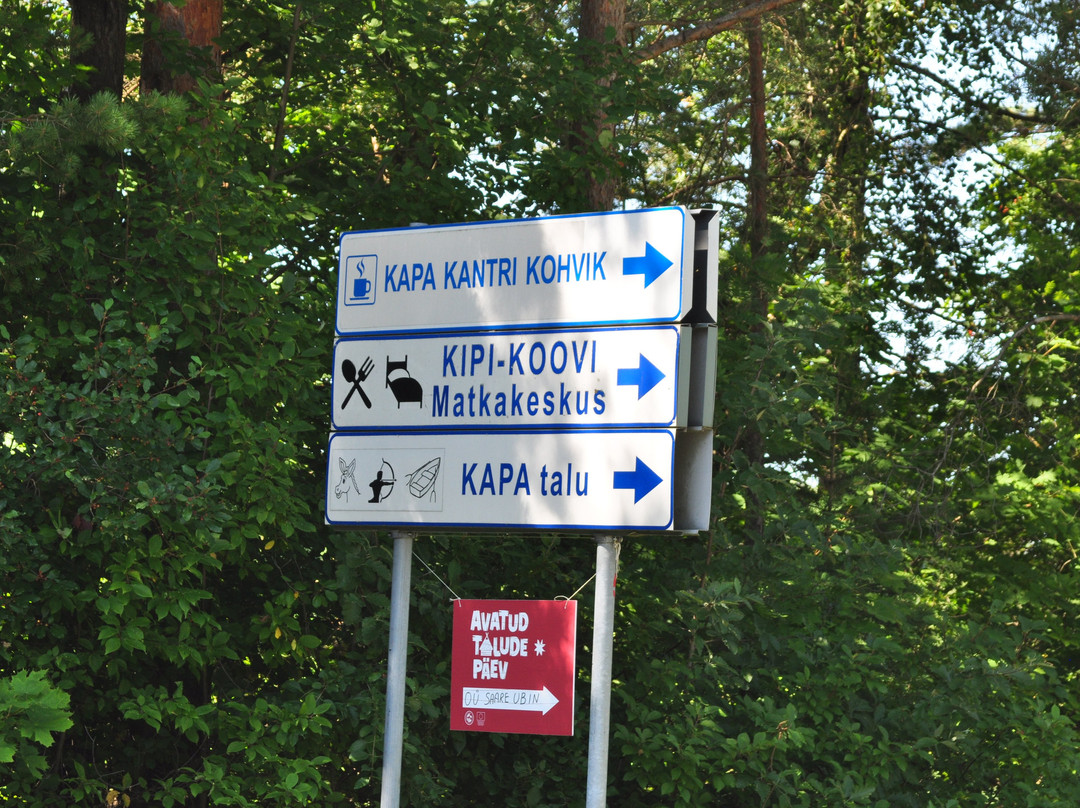 KAPA KANTRI KOHVIK
KIPI-KOOVI
Matkakeskus
KAPA talu
AVATUD
TALUDE
PÄEV
OÜ SAARE UBIN